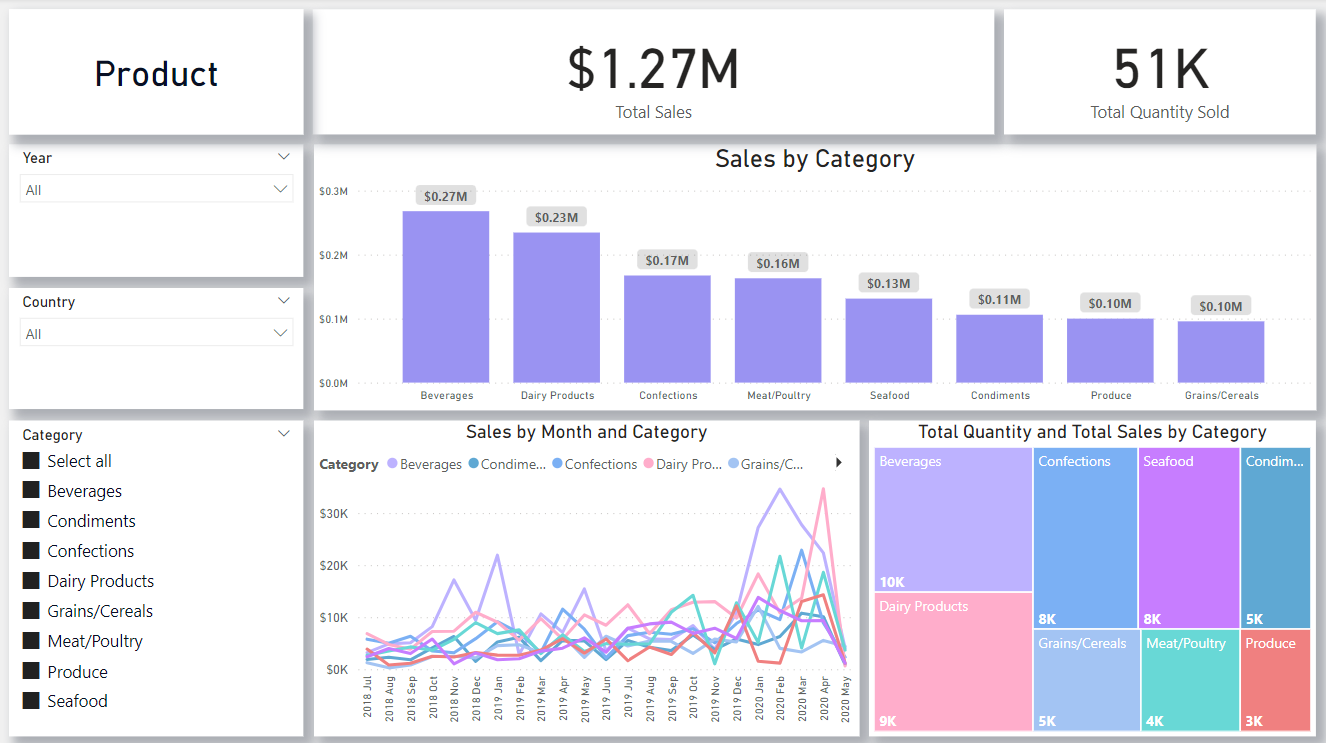 Product
$1.27M
Total Sales
51K
Total Quantity Sold
Year
All
Country
All
Category
Select all
Beverages
Condiments
Confections
Dairy Products
Grains/Cereals
Meat/Poultry
Produce
Seafood
Sales by Category
$0.3M
$0.2M
$0.1M
$0.0M
$0.27M
$0.23M
$0.17M
$0.16M
$0.13M
$0.11M
$0.10M
$0.10M
Beverages
Dairy Products
Confections
Meat/Poultry
Seafood
Condiments
Produce
Grains/Cereals
Sales by Month and Category
Category Beverages Condime... Confections Dairy Pro... Grains/C...
$30K
$20K
$10K
$0K
2018 Jul
2018 Aug
2018 Sep
2018 Oct
2018 Nov
2018 Dec
2019 Jan
2019 Feb
2019 Mar
2019 Apr
2019 May
2019 Jun
2019 Jul
2019 Aug
2019 Sep
2019 Oct
2019 Nov
2019 Dec
2020 Jan
2020 Feb
2020 Mar
2020 Apr
2020 May
Total Quantity and Total Sales by Category
Beverages
10K
Dairy Products
9K
Confections
8K
Seafood
8K
Condim...
5K
Grains/Cereals
5K
Meat/Poultry
4K
Produce
3K